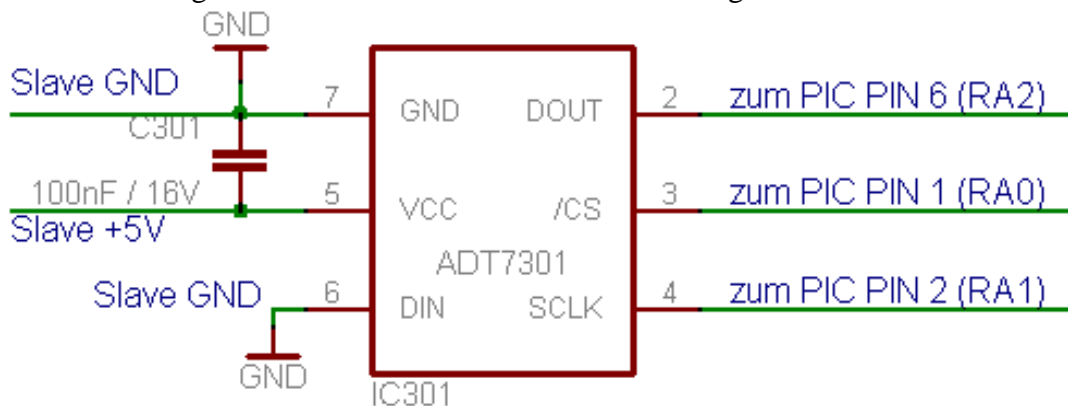 GND
Slave GND
7
GND
DOUT
2
zum PIC PIN 6 (RA2)
C301
100nF / 16V
5
VCC
/CS
3
zum PIC PIN 1 (RA0)
Slave +5V
ADT7301
Slave GND
6
DIN
SCLK
4
zum PIC PIN 2 (RA1)
GND
IC301